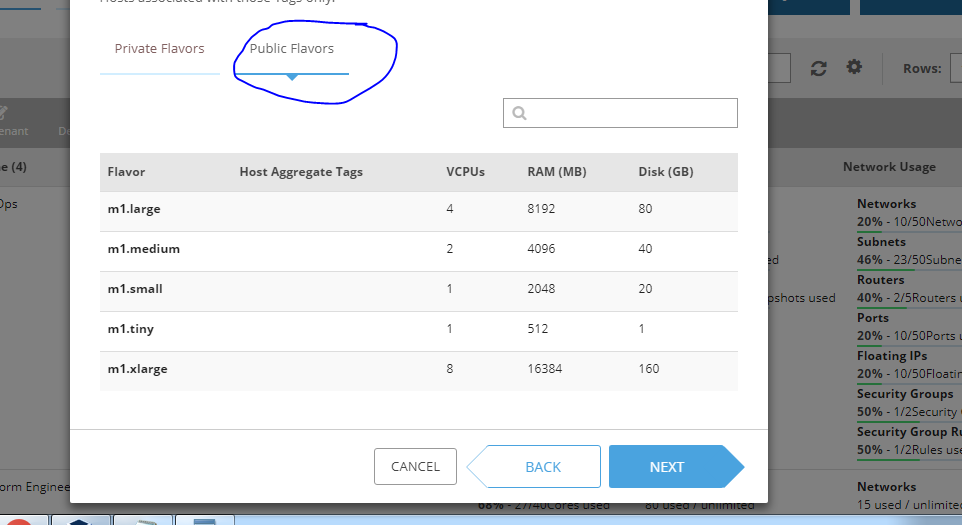 Hosts associated with those Tags only.
Private Flavors Public Flavors
Rows:
Flavor Host Aggregate Tags VCPUs RAM (MB) Disk (GB)
m1.large 4 8192 80
m1.medium 2 4096 40
m1.small 1 2048 20
m1.tiny 1 512 1
m1.xlarge 8 16384 160
CANCEL BACK NEXT
enant
e (4)
Ops
orm Enginee
ed
pshots used
68% - 27/40Cores used
80 used / unlimited
Network Usage
Networks
20% - 10/50Netwo
Subnets
46% - 23/50Subne
Routers
40% - 2/5Routers
Ports
20% - 10/50Ports
Floating IPs
20% - 10/50Floatin
Security Groups
50% - 1/2Security
Security Group Ru
50% - 1/2Rules use
Networks
15 used / unlimited